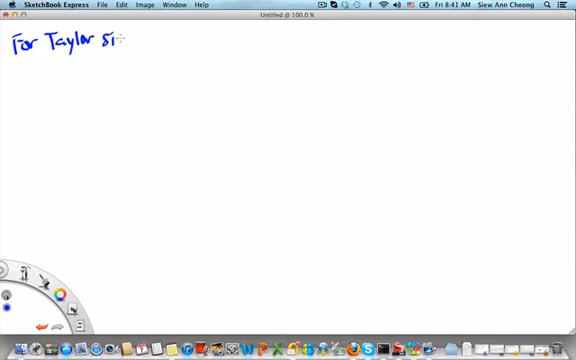 SketchBook Express File Edit Image Window Help Fri 8:41 AM Siew Ann Cheong
Untitled @ 100.0 %
For Taylor